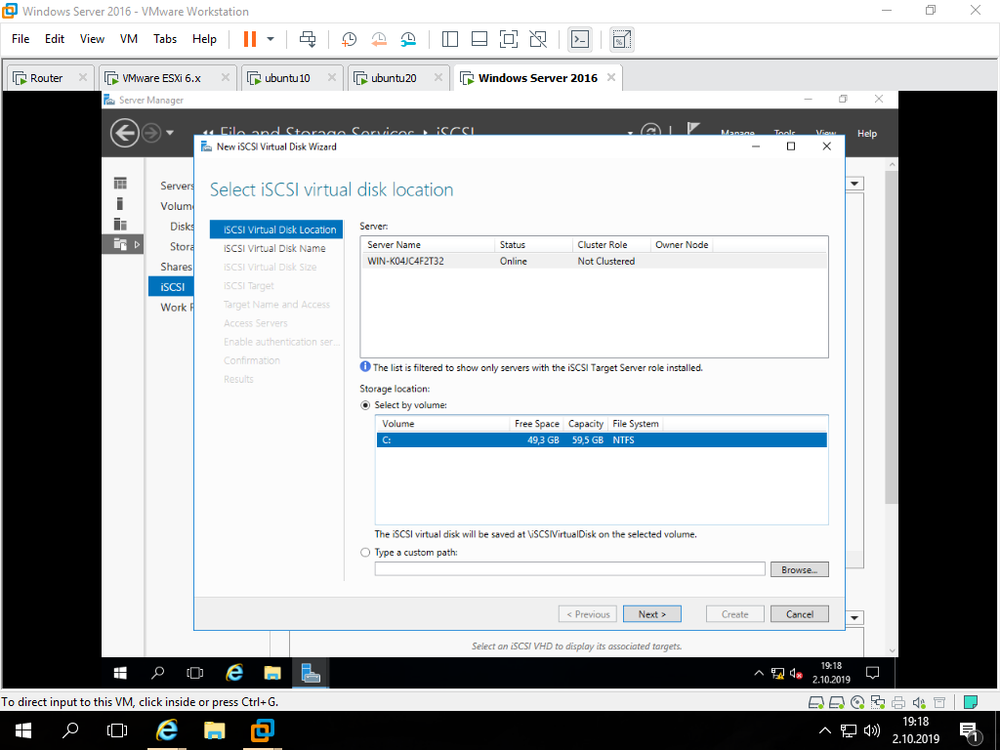 Windows Server 2016 - VMware Workstation
File Edit View VM Tabs Help
Router VMware ESXi 6.x ubuntu10 ubuntu20 Windows Server 2016
Server Manager
File and Storage Services iSCSI
Manage Tools View Help
New iSCSI Virtual Disk Wizard
Select iSCSI virtual disk location
Servers
Disks
Shares
iSCSI
Work
iSCSI Virtual Disk Location
iSCSI Virtual Disk Name
iSCSI Virtual Disk Size
iSCSI Target
Target Name and Access
Access Servers
Enable authentication ser...
Confirmation
Results
Server:
Server Name Status Cluster Role Owner Node
WIN-K04JC4F2T32 Online Not Clustered
The list is filtered to show only servers with the iSCSI Target Server role installed.
Storage location:
Select by volume:
Volume Free Space Capacity File System
C: 49,3 GB 59,5 GB NTFS
The iSCSI virtual disk will be saved at \iSCSIVirtualDisk on the selected volume.
Type a custom path:
Browse...
< Previous Next > Create Cancel
Select an iSCSI VHD to display its associated targets.
19:18
2.10.2019
To direct input to this VM, click inside or press Ctrl+G.
19:18
2.10.2019
1